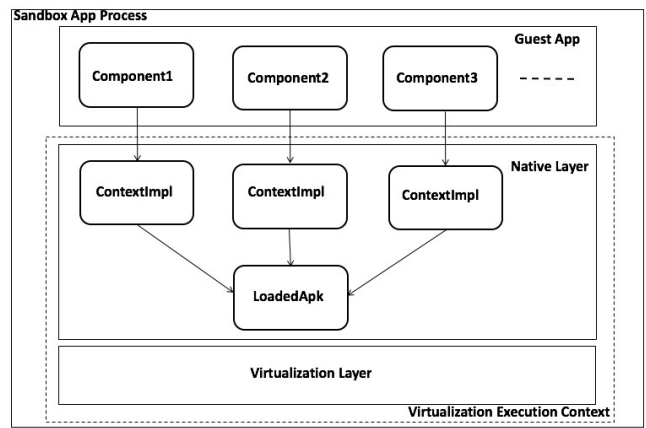 Sandbox App Process
Guest App
Component1
Component2
Component3
Native Layer
ContextImpl
ContextImpl
ContextImpl
LoadedApk
Virtualization Layer
Virtualization Execution Context